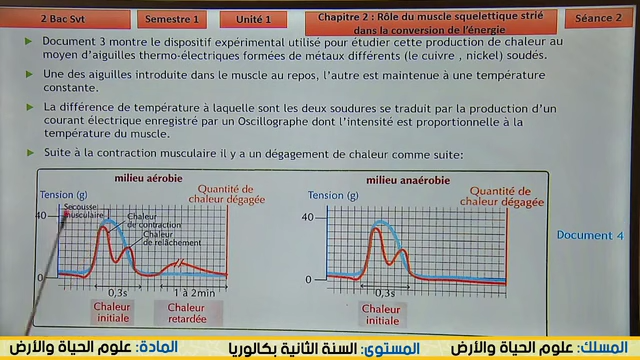 2 Bac Svt
Semestre 1
Unité 1
Chapitre 2 : Rôle du muscle squelettique strié
dans la conversion de l'énergie
Séance 2
Document 3 montre le dispositif expérimental utilisé pour étudier cette production de chaleur au
moyen d'aiguilles thermo-électriques formées de métaux différents (le cuivre , nickel) soudés.
Une des aiguilles introduite dans le muscle au repos, l'autre est maintenue à une température
constante.
La différence de température à laquelle sont les deux soudures se traduit par la production d'un
courant électrique enregistré par un Oscillographe dont l'intensité est proportionnelle à la
température du muscle.
Suite à la contraction musculaire il y a un dégagement de chaleur comme suite:
milieu aérobie
Tension (g)
Quantité de
chaleur dégagée
40
Secousse
musculaire
Chaleur
de contraction
Chaleur
de relâchement
0
0,3s
1 à 2min
Chaleur
initiale
Chaleur
retardée
milieu anaérobie
Tension (g)
Quantité de
chaleur dégagée
40
0
0,3s
Chaleur
initiale
Document 4
المسلك: علوم الحياة والأرض
المستوى: السنة الثانية بكالوريا
المادة: علوم الحياة والأرض